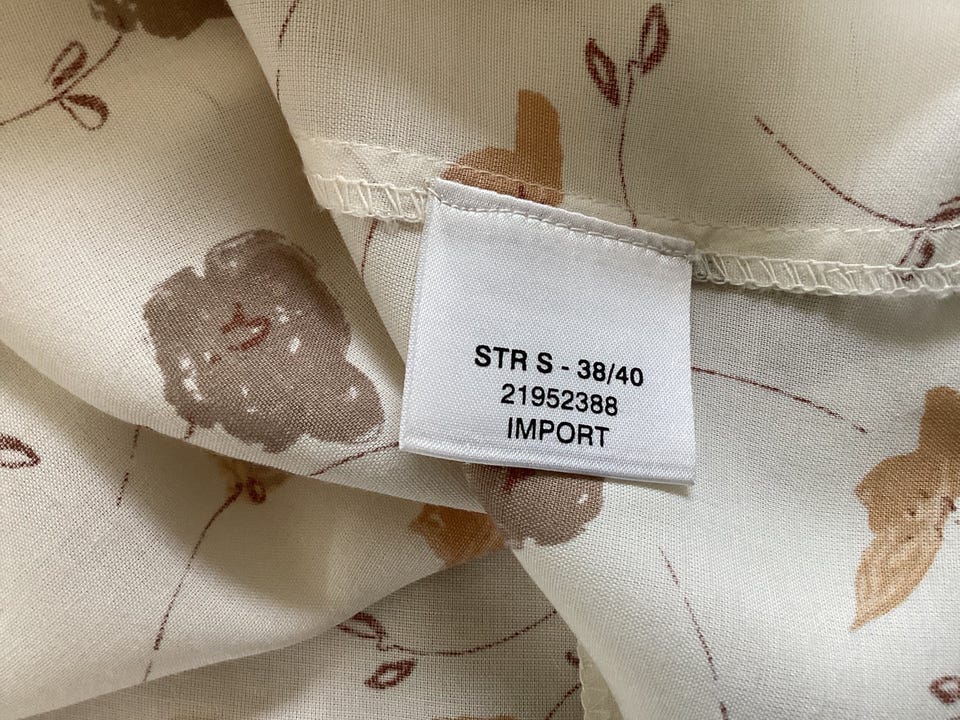 STR S - 38/40
21952388
IMPORT